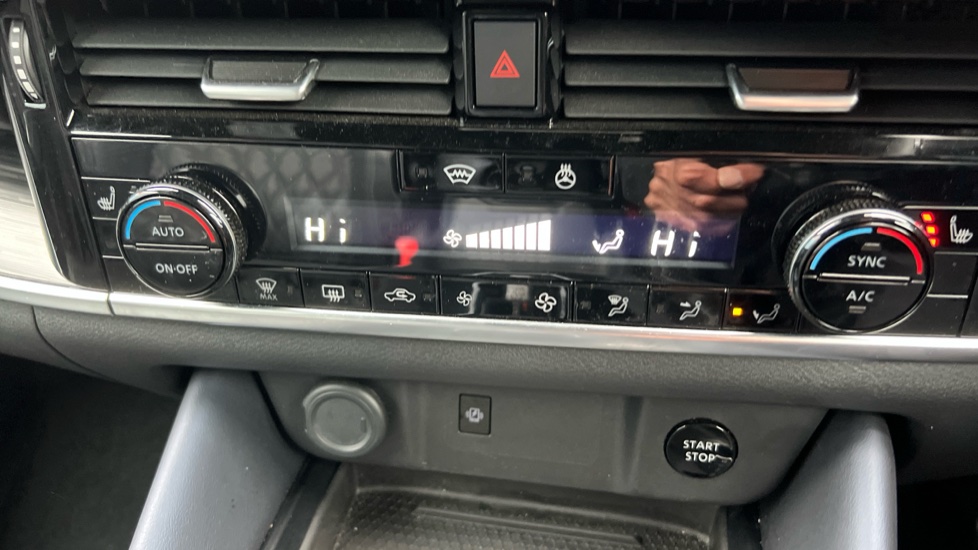 Hi
Hi
AUTO
ON·OFF
SYNC
A/C
MAX
START
STOP